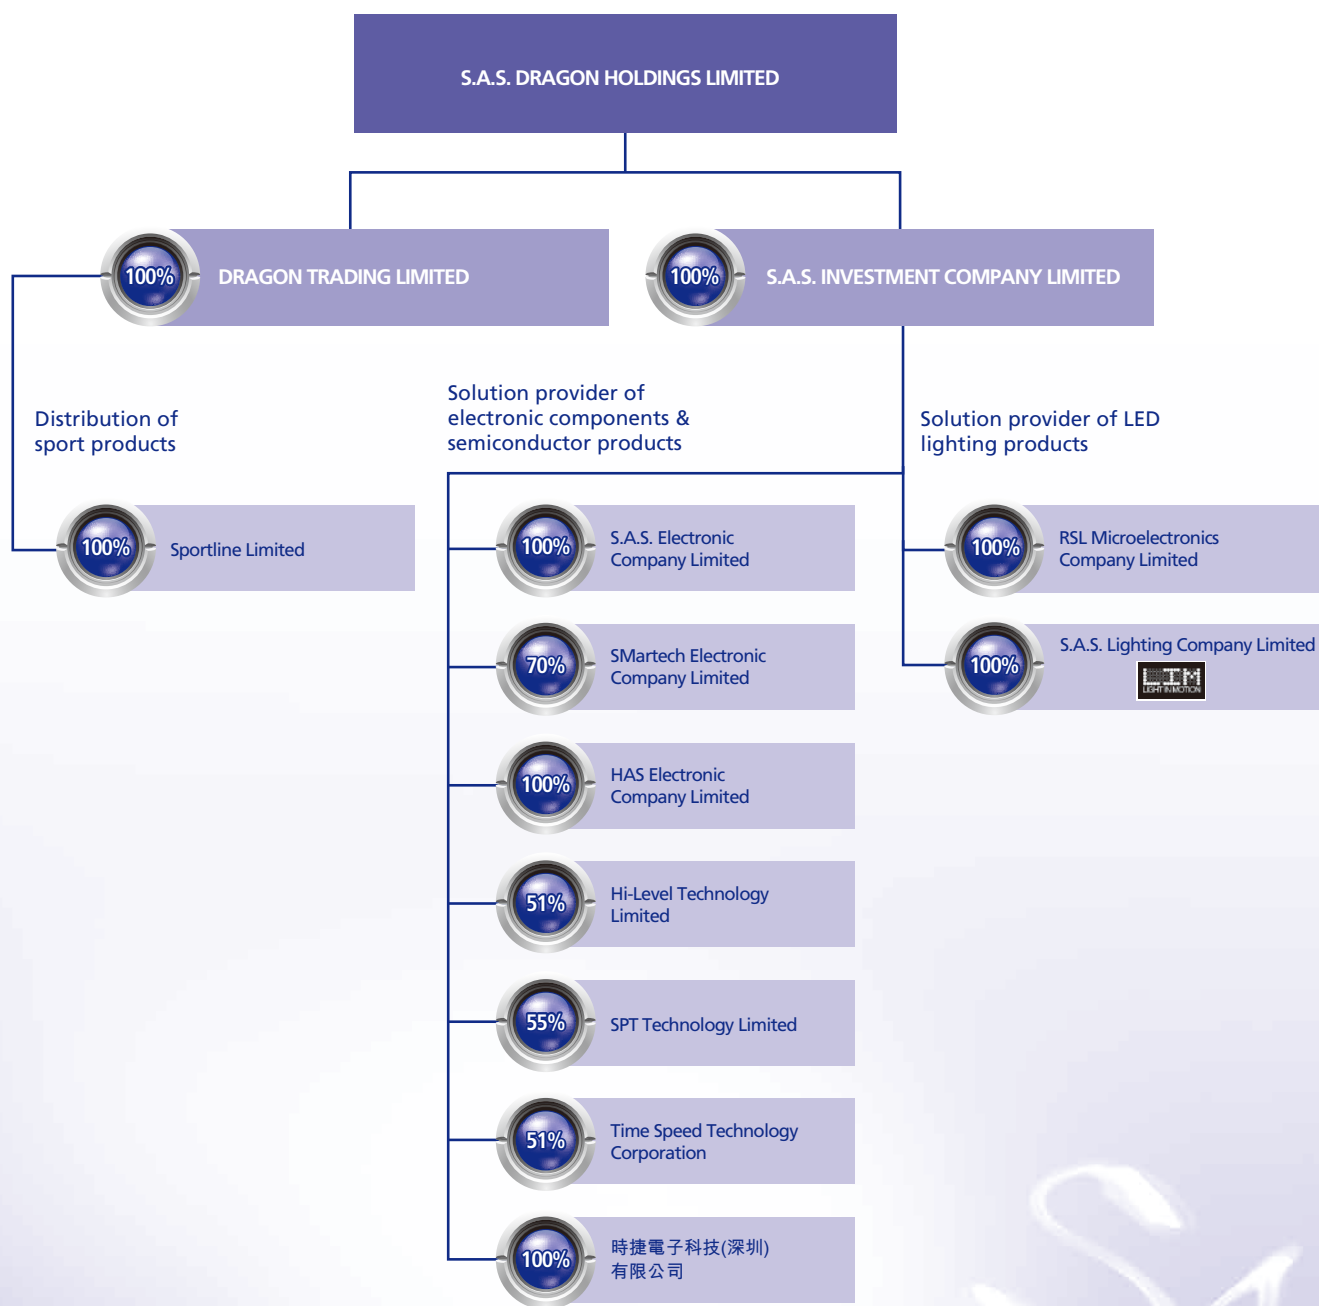 S.A.S. DRAGON HOLDINGS LIMITED
100%
DRAGON TRADING LIMITED
100%
S.A.S. INVESTMENT COMPANY LIMITED
Distribution of
sport products
100%
Sportline Limited
Solution provider of
electronic components &
semiconductor products
100%
S.A.S. Electronic
Company Limited
70%
SMartech Electronic
Company Limited
100%
HAS Electronic
Company Limited
51%
Hi-Level Technology
Limited
55%
SPT Technology Limited
51%
Time Speed Technology
Corporation
100%
時捷電子科技(深圳)
有限公司
Solution provider of LED
lighting products
100%
RSL Microelectronics
Company Limited
100%
S.A.S. Lighting Company Limited
LIM
LIGHT IN MOTION